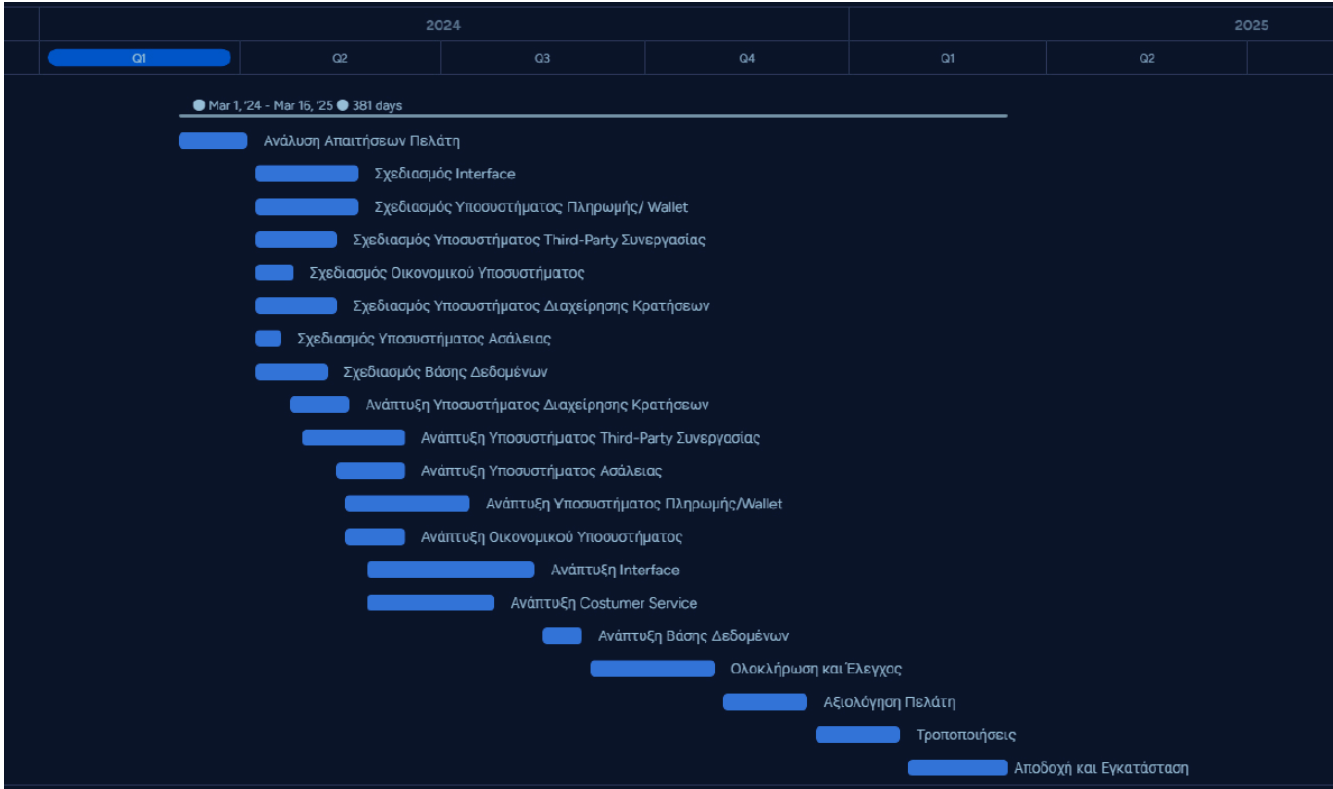 2024
2025
Q1
Q2
Q3
Q4
Q1
Q2
Mar 1, '24 - Mar 16, '25 ● 381 days
Ανάλυση Απαιτήσεων Πελάτη
Σχεδιασμός Interface
Σχεδιασμός Υποσυστήματος Πληρωμής/ Wallet
Σχεδιασμός Υποσυστήματος Third-Party Συνεργασίας
Σχεδιασμός Οικονομικού Υποσυστήματος
Σχεδιασμός Υποσυστήματος Διαχείρησης Κρατήσεων
Σχεδιασμός Υποσυστήματος Ασάλειας
Σχεδιασμός Βάσης Δεδομένων
Ανάπτυξη Υποσυστήματος Διαχείρησης Κρατήσεων
Ανάπτυξη Υποσυστήματος Third-Party Συνεργασίας
Ανάπτυξη Υποσυστήματος Ασάλειας
Ανάπτυξη Υποσυστήματος Πληρωμής/Wallet
Ανάπτυξη Οικονομικού Υποσυστήματος
Ανάπτυξη Interface
Ανάπτυξη Costumer Service
Ανάπτυξη Βάσης Δεδομένων
Ολοκλήρωση και Έλεγχος
Αξιολόγηση Πελάτη
Τροποποιήσεις
Αποδοχή και Εγκατάσταση